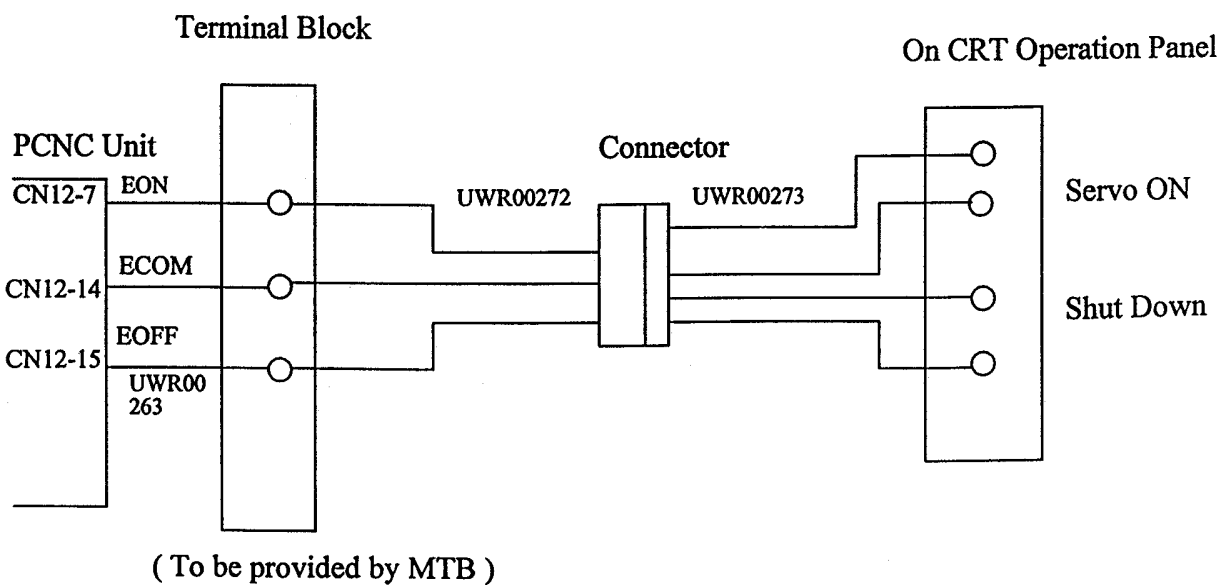 Terminal Block
On CRT Operation Panel
PCNC Unit
Connector
CN12-7
EON
UWR00272
UWR00273
Servo ON
ECOM
CN12-14
Shut Down
EOFF
CN12-15
UWR00
263
( To be provided by MTB )